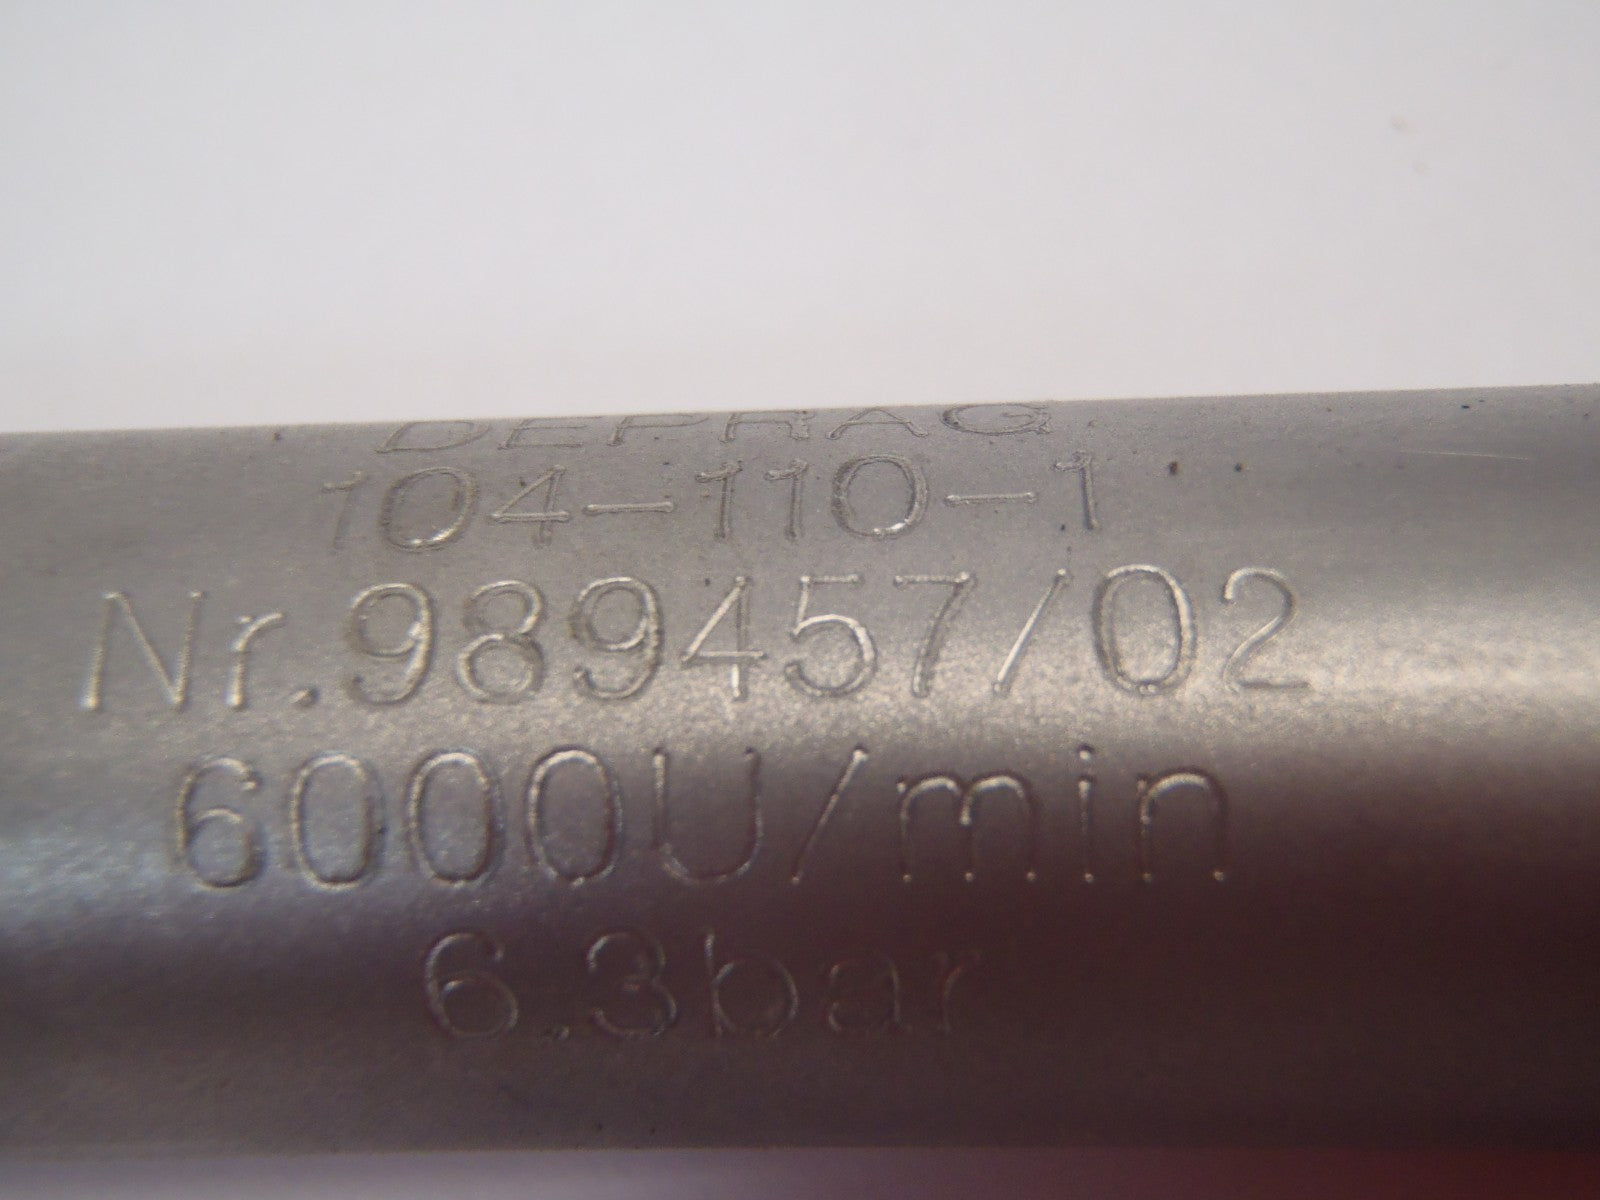 DEPRAG
104-110-1
Nr.989457/02
6000U/min
6.3bar